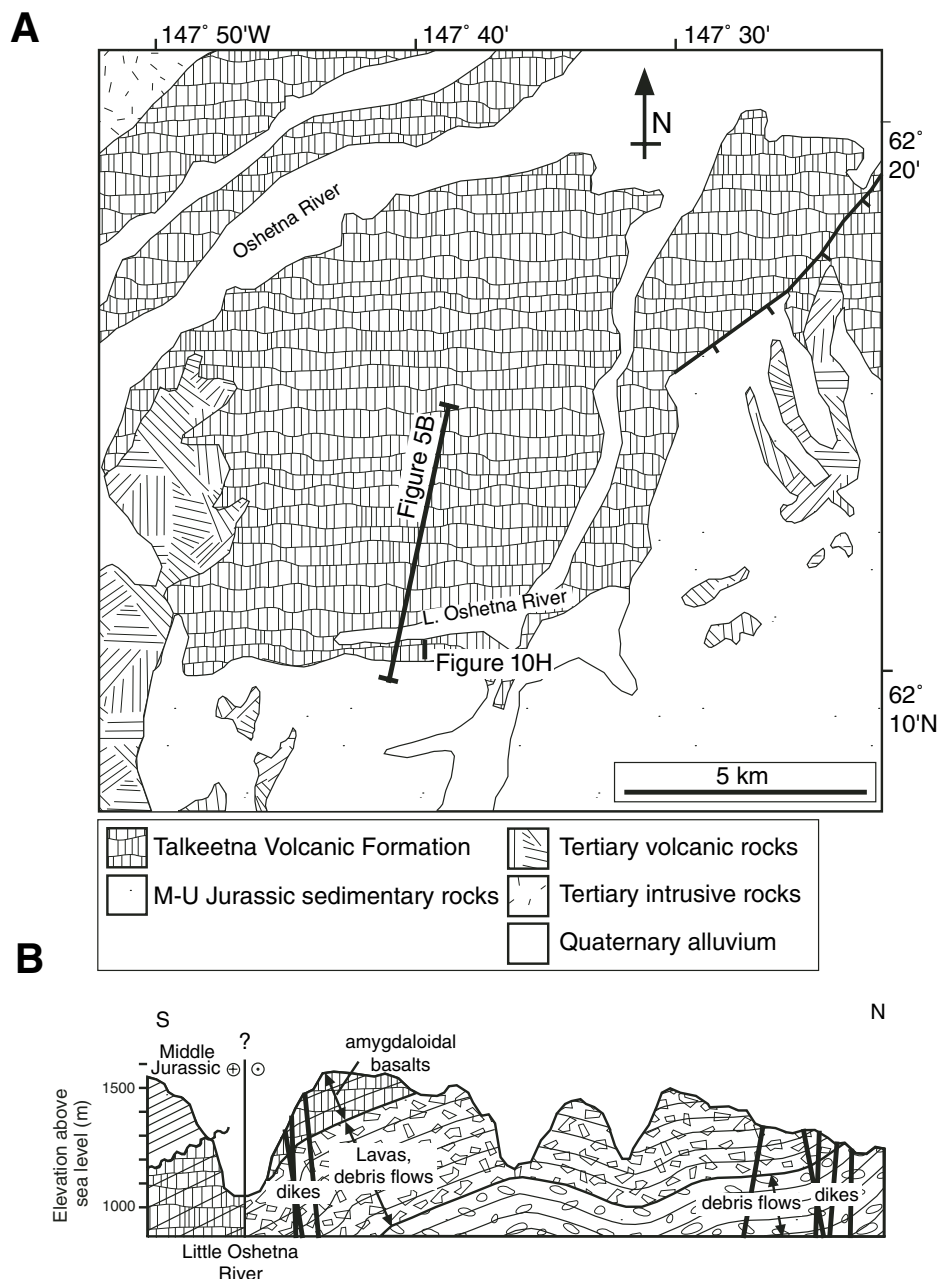 A
147° 50'W
147° 40'
147° 30'
N
62°
20'
Oshetna River
Figure 5B
L. Oshetna River
Figure 10H
62°
10'N
5 km
Talkeetna Volcanic Formation
M-U Jurassic sedimentary rocks
Tertiary volcanic rocks
Tertiary intrusive rocks
Quaternary alluvium
B
S
N
?
Middle
Jurassic
amygdaloidal
basalts
1500
1000
Elevation above
sea level (m)
Lavas,
debris flows
dikes
debris flows
dikes
Little Oshetna
River